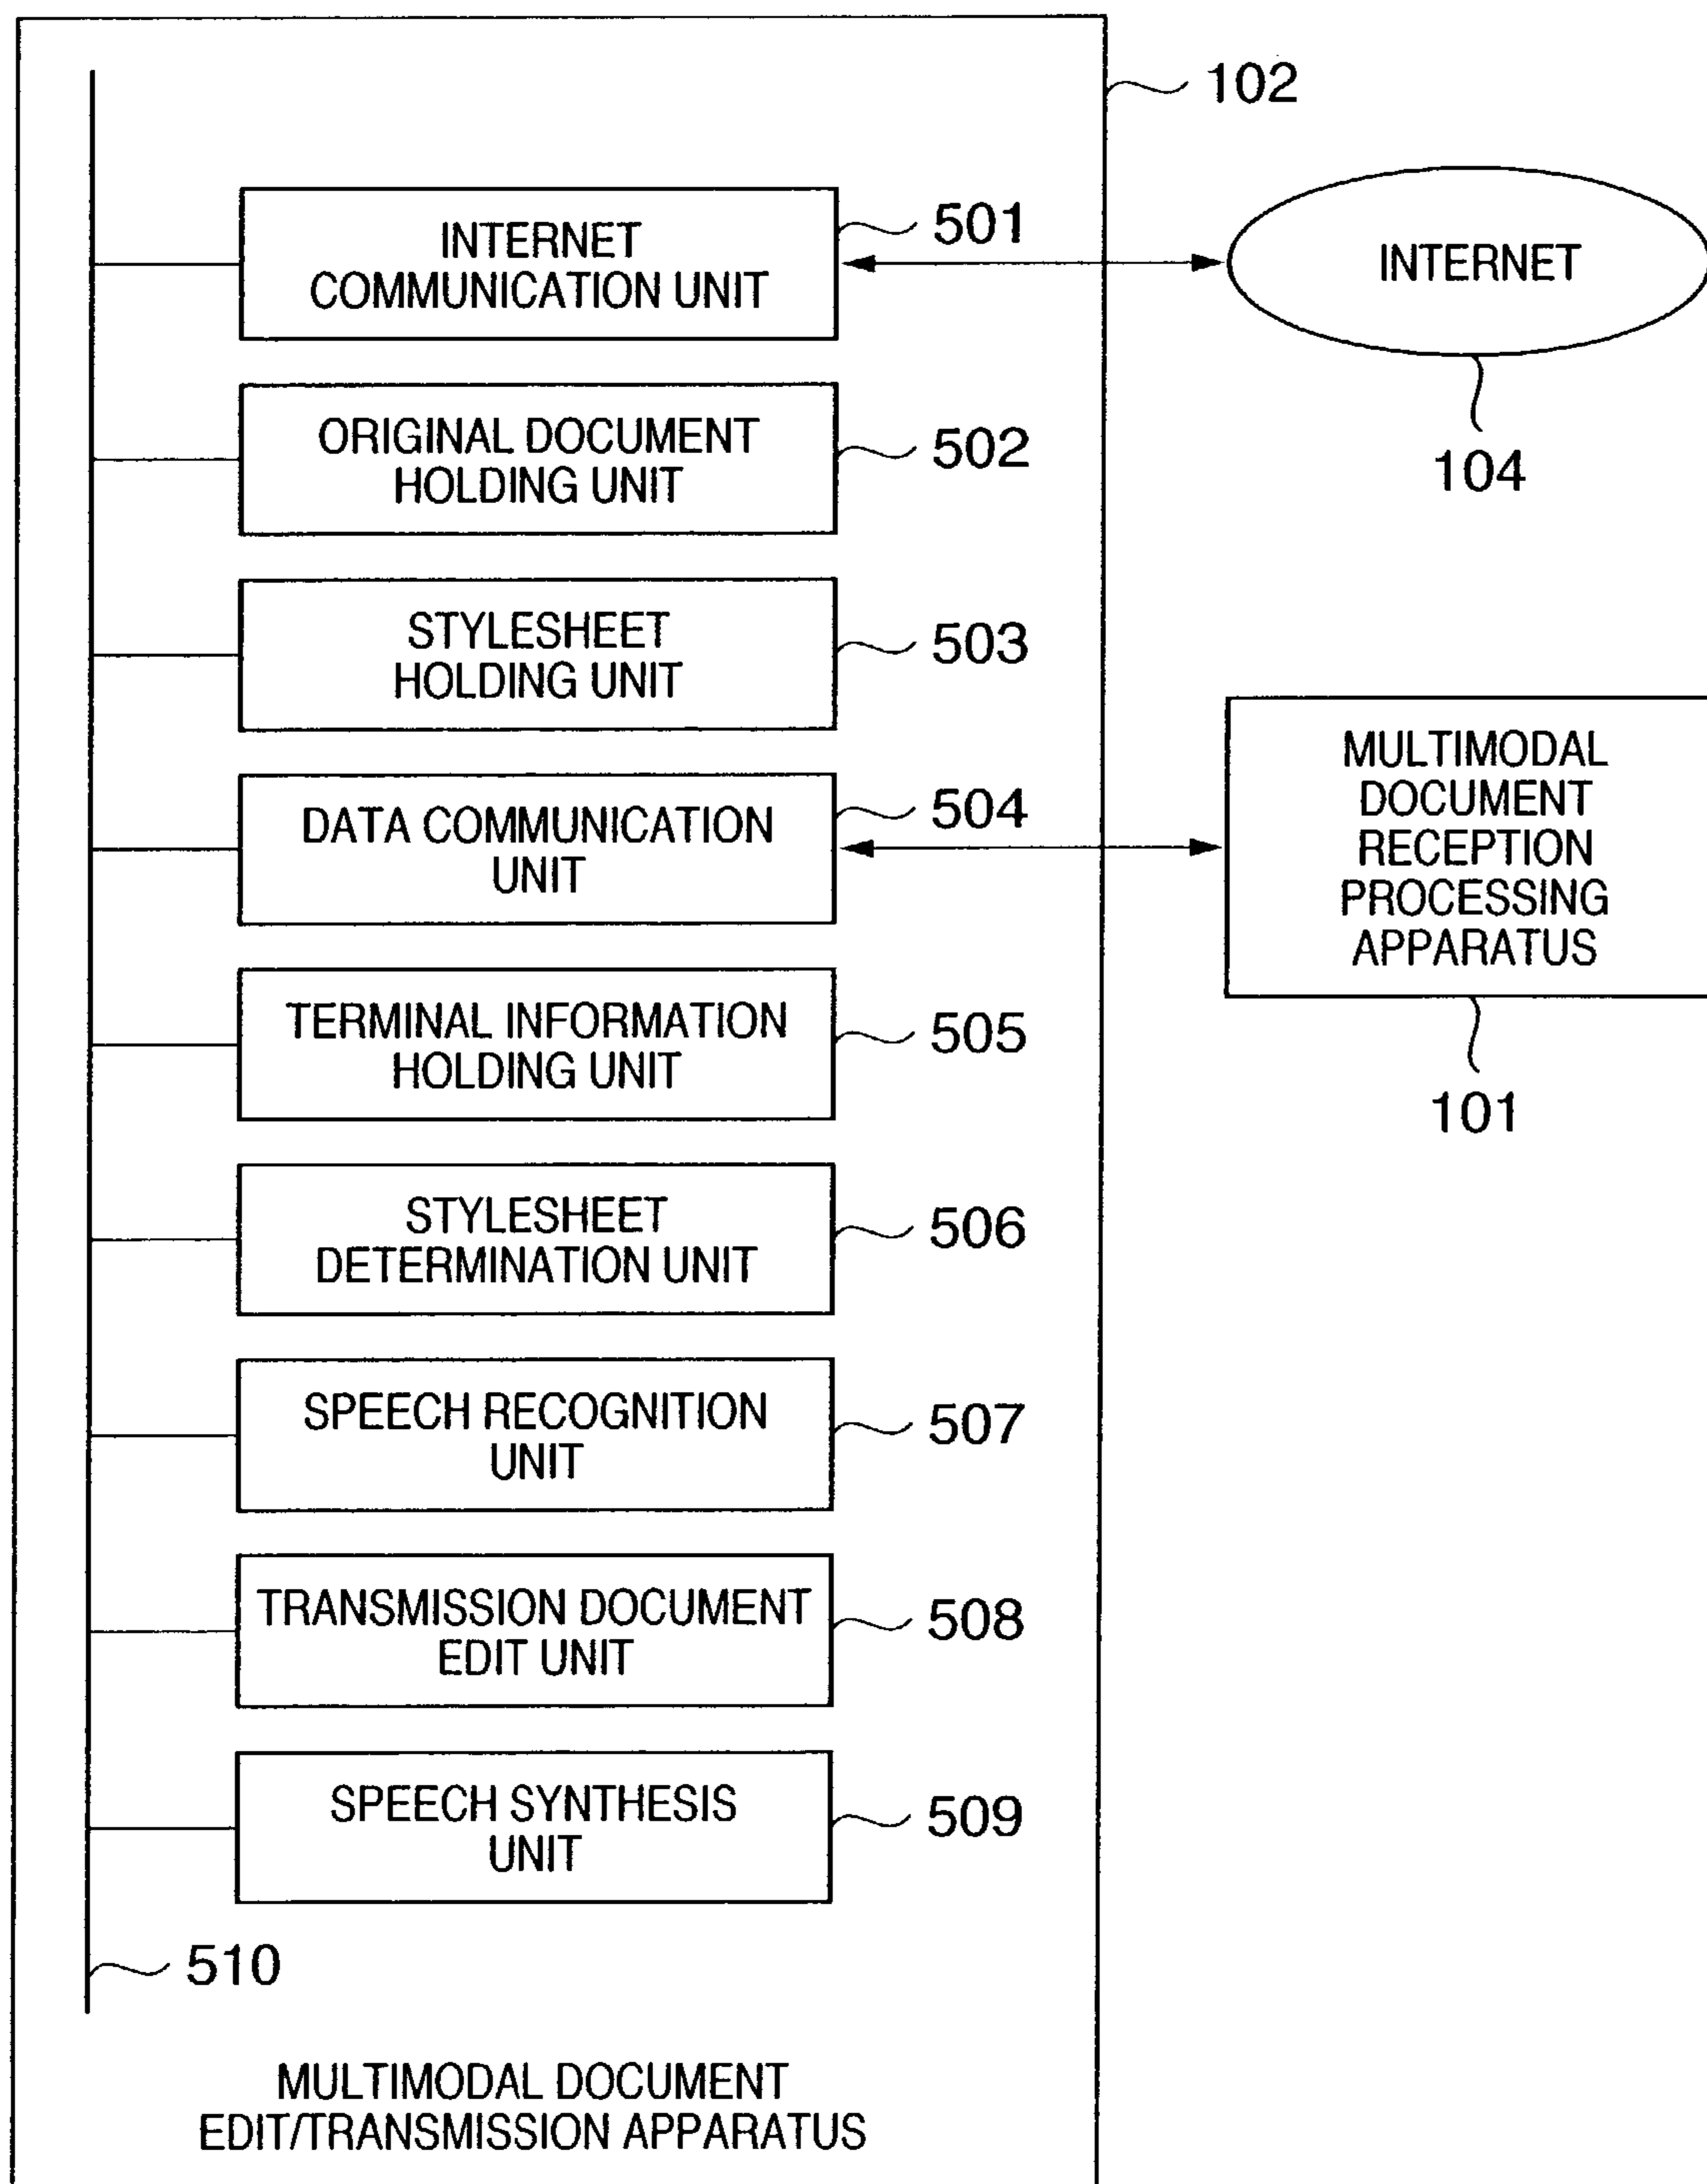 102
INTERNET
COMMUNICATION UNIT
501
INTERNET
104
ORIGINAL DOCUMENT
HOLDING UNIT
502
STYLESHEET
HOLDING UNIT
503
DATA COMMUNICATION
UNIT
504
MULTIMODAL
DOCUMENT
RECEPTION
PROCESSING
APPARATUS
101
TERMINAL INFORMATION
HOLDING UNIT
505
STYLESHEET
DETERMINATION UNIT
506
SPEECH RECOGNITION
UNIT
507
TRANSMISSION DOCUMENT
EDIT UNIT
508
SPEECH SYNTHESIS
UNIT
509
510
MULTIMODAL DOCUMENT
EDIT/TRANSMISSION APPARATUS